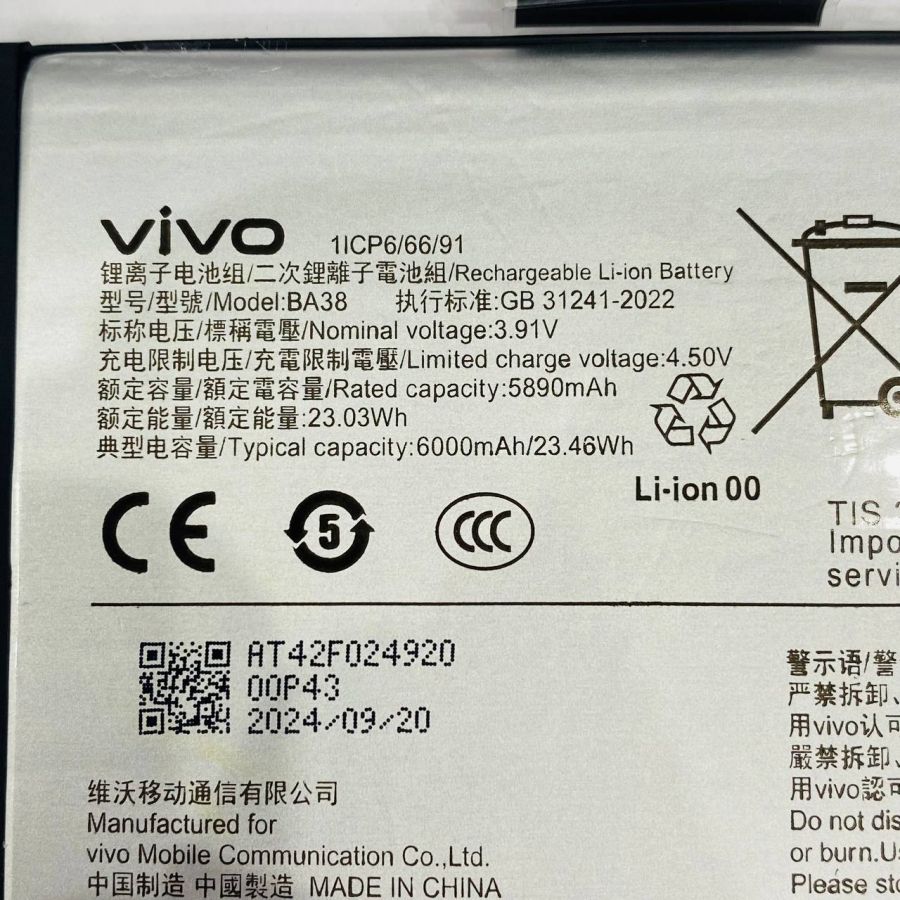 vivo 1ICP6/66/91
锂离子电池组/二次鋰離子電池組/Rechargeable Li-ion Battery
型号/型號/Model:BA38 执行标准:GB 31241-2022
标称电压/標稱電壓/Nominal voltage:3.91V
充电限制电压/充電限制電壓/Limited charge voltage:4.50V
额定容量/額定電容量/Rated capacity:5890mAh
额定能量/額定能量:23.03Wh
典型电容量/Typical capacity:6000mAh/23.46Wh
Li-ion 00
CE 5 CCC
TIS
Impo
servi
AT42F024920
00P43
2024/09/20
维沃移动通信有限公司
Manufactured for
vivo Mobile Communication Co.,Ltd.
中国制造 中國製造 MADE IN CHINA
警示语/警
严禁拆卸、
用vivo认可
嚴禁拆卸、
用vivo認可
Do not dis
or burn.Us
Please sto